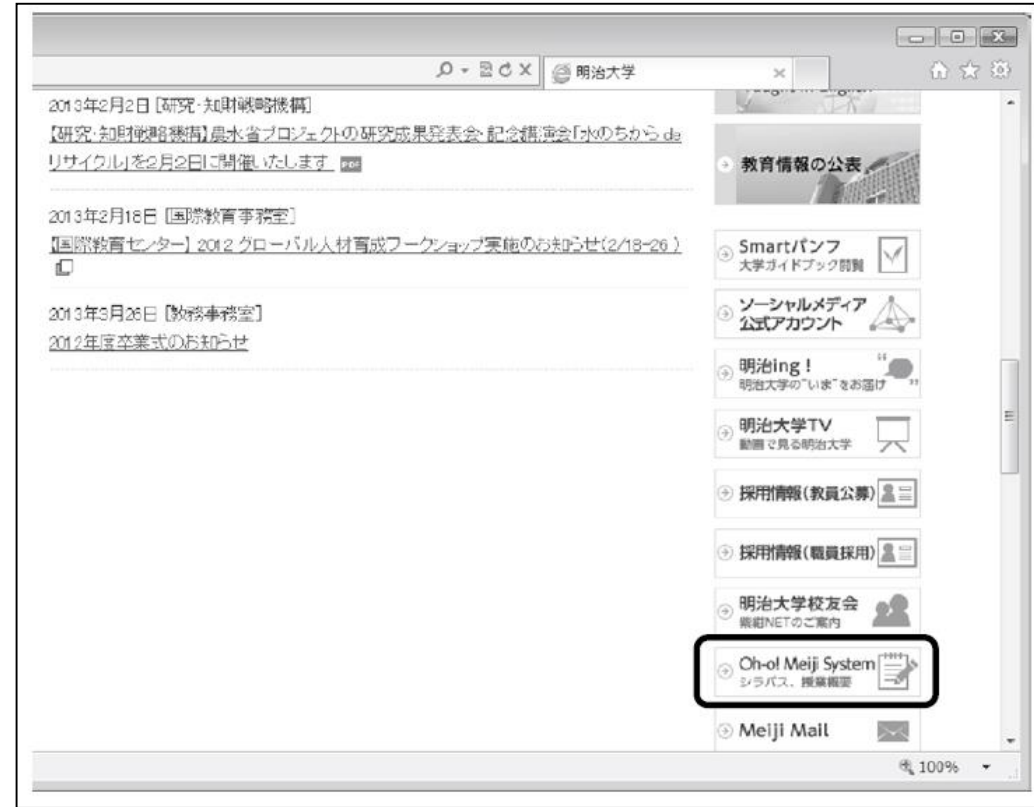 明治大学
2013年2月2日 [研究・知財戦略機構]
【研究・知財戦略機構】農水省プロジェクトの研究成果発表会・記念講演会「水のちから de
リサイクル」を2月2日に開催いたします PDF
2013年2月18日 [国際教育事務室]
【国際教育センター】 2012 グローバル人材育成ワークショップ実施のお知らせ(2/18-26 )
2013年3月26日 [教務事務室]
2012年度卒業式のお知らせ
Taught in English
教育情報の公表
Smartパンフ
大学ガイドブック閲覧
ソーシャルメディア
公式アカウント
明治ing！
明治大学の"いま"をお届け
明治大学TV
動画で見る明治大学
採用情報(教員公募)
採用情報(職員採用)
明治大学校友会
紫紺NETのご案内
Oh-o! Meiji System
シラバス、授業概要
Meiji Mail
100%